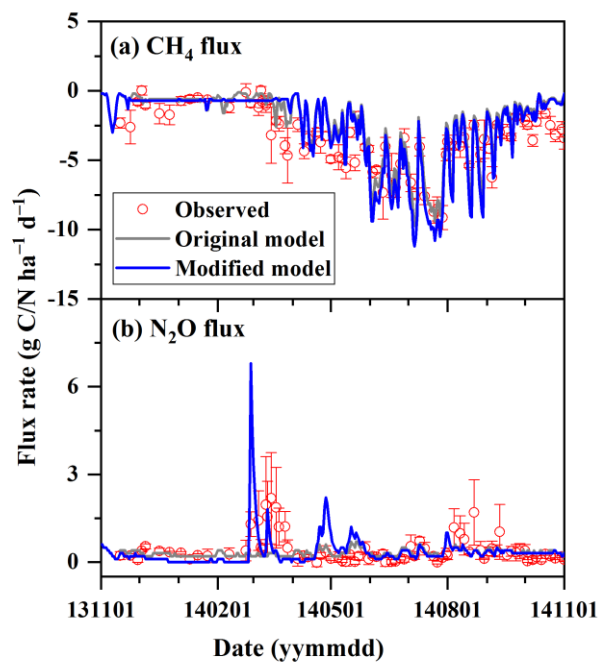 5
(a) CH₄ flux
0
-5
-10
-15
Observed
Original model
Modified model
Flux rate (g C/N ha⁻¹ d⁻¹)
(b) N₂O flux
6
3
0
131101 140201 140501 140801 141101
Date (yymmdd)